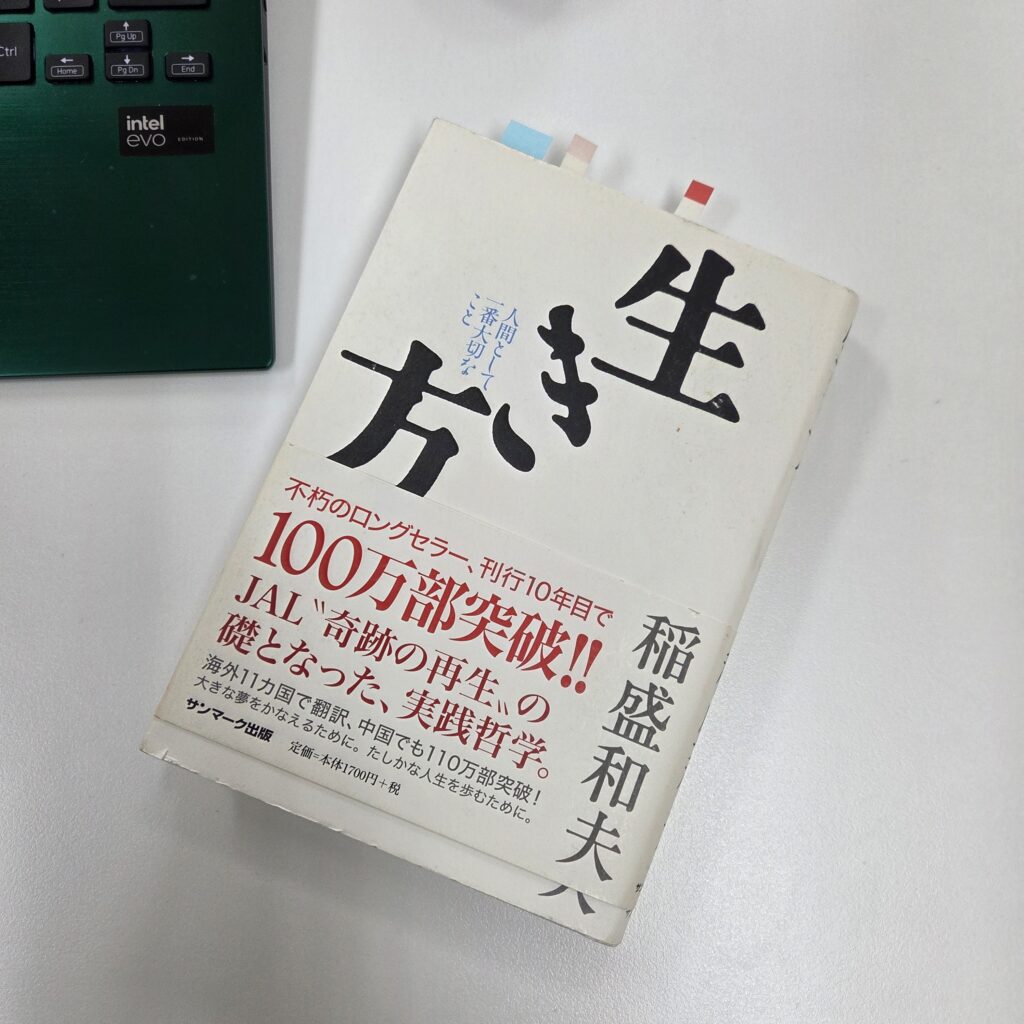 Ctrl
Pg Up
Home
Pg Dn
End
intel
evo
EDITION
生き方
人間として
一番大切な
こと
稲盛和夫
不朽のロングセラー、刊行10年目で
100万部突破!!
JAL〝奇跡の再生〟の
礎となった、実践哲学。
海外11カ国で翻訳、中国でも110万部突破!
大きな夢をかなえるために。たしかな人生を歩むために。
サンマーク出版
定価=本体1700円+税